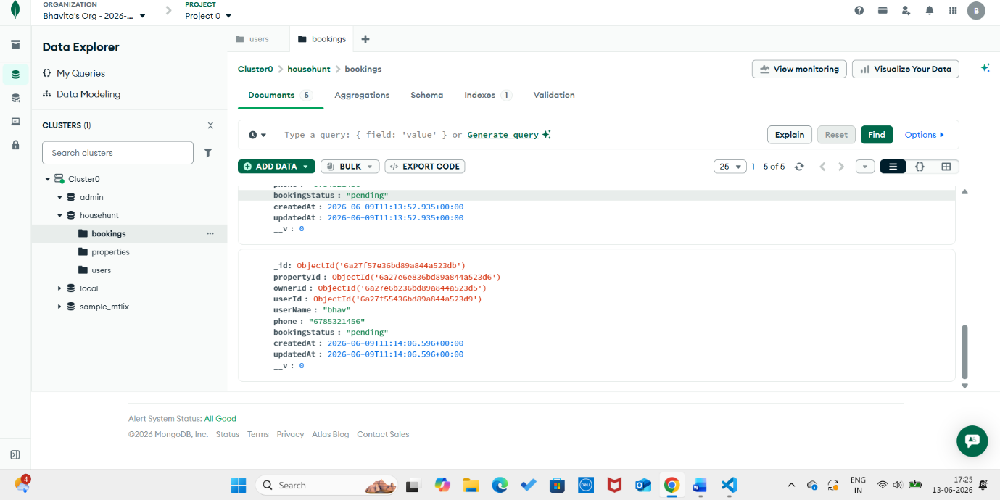 ORGANIZATION
Bhavita's Org - 2026-...
PROJECT
Project 0
B
Data Explorer
My Queries
Data Modeling
CLUSTERS (1)
Search clusters
Cluster0
admin
househunt
bookings
...
properties
users
local
sample_mflix
users
bookings
Cluster0 > househunt > bookings
View monitoring
Visualize Your Data
Documents 5
Aggregations
Schema
Indexes 1
Validation
Type a query: { field: 'value' } or Generate query
Explain
Reset
Find
Options
ADD DATA
BULK
EXPORT CODE
25
1 – 5 of 5
bookingStatus : "pending"
createdAt : 2026-06-09T11:13:52.935+00:00
updatedAt : 2026-06-09T11:13:52.935+00:00
__v : 0
_id: ObjectId('6a27f57e36bd89a844a523db')
propertyId : ObjectId('6a27e6e836bd89a844a523d6')
ownerId : ObjectId('6a27e6b236bd89a844a523d5')
userId : ObjectId('6a27f55436bd89a844a523d9')
userName : "bhav"
phone : "6785321456"
bookingStatus : "pending"
createdAt : 2026-06-09T11:14:06.596+00:00
updatedAt : 2026-06-09T11:14:06.596+00:00
__v : 0
Alert System Status: All Good
©2026 MongoDB, Inc. Status Terms Privacy Atlas Blog Contact Sales
4
Search
DELL
W
ENG
IN
17:25
13-06-2026